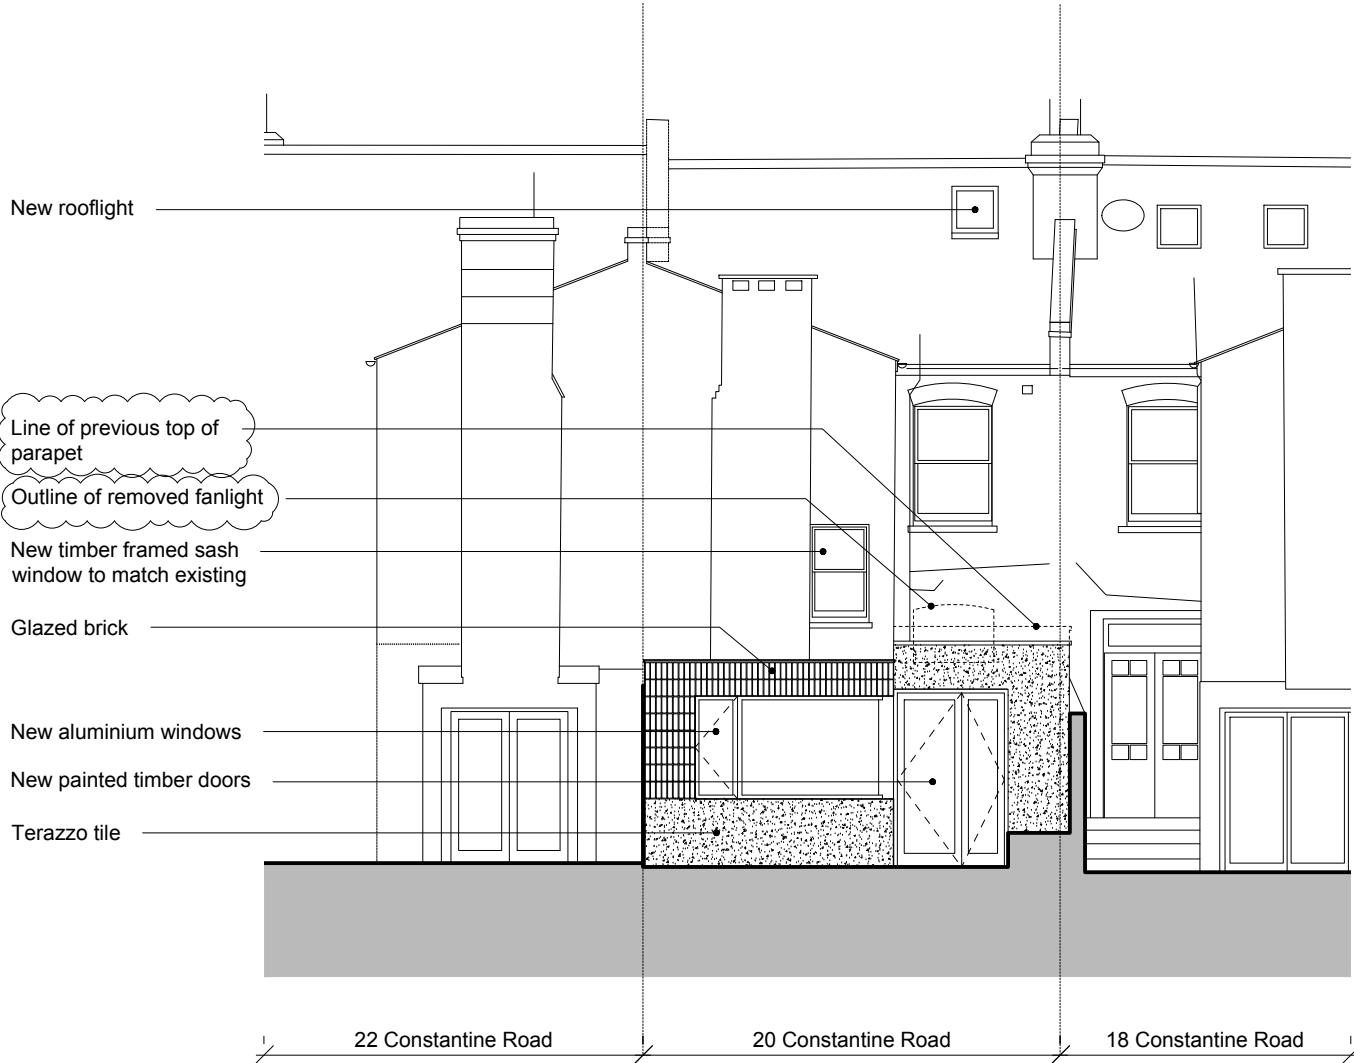 New rooflight
Line of previous top of
parapet
Outline of removed fanlight
New timber framed sash
window to match existing
Glazed brick
New aluminium windows
New painted timber doors
Terazzo tile
22 Constantine Road
20 Constantine Road
18 Constantine Road